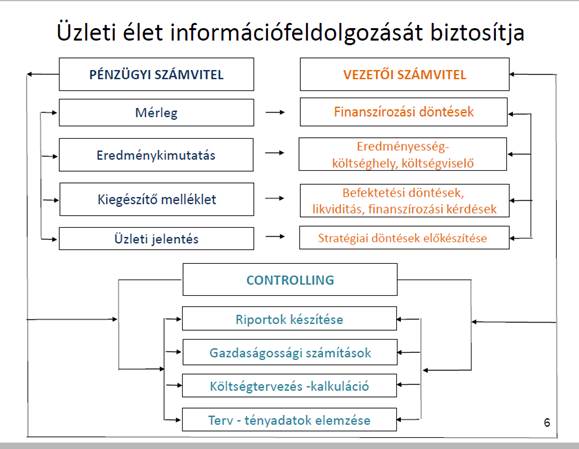 Üzleti élet információfeldolgozását biztosítja
PÉNZÜGYI SZÁMVITEL
VEZETŐI SZÁMVITEL
Mérleg
Finanszírozási döntések
Eredménykimutatás
Eredményesség-
költséghely, költségviselő
Kiegészítő melléklet
Befektetési döntések,
likviditás, finanszírozási kérdések
Üzleti jelentés
Stratégiai döntések előkészítése
CONTROLLING
Riportok készítése
Gazdaságossági számítások
Költségtervezés -kalkuláció
Terv - tényadatok elemzése
6